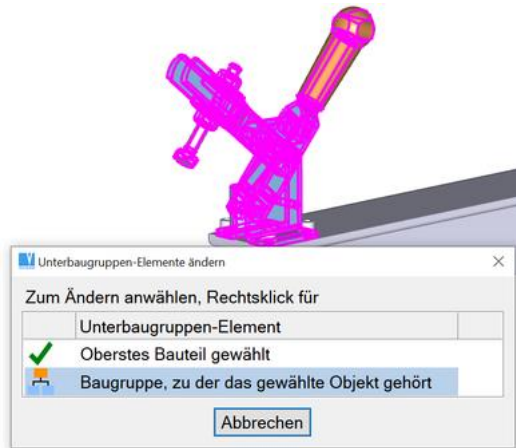 Unterbaugruppen-Elemente ändern
Zum Ändern anwählen, Rechtsklick für
Unterbaugruppen-Element
Oberstes Bauteil gewählt
Baugruppe, zu der das gewählte Objekt gehört
Abbrechen